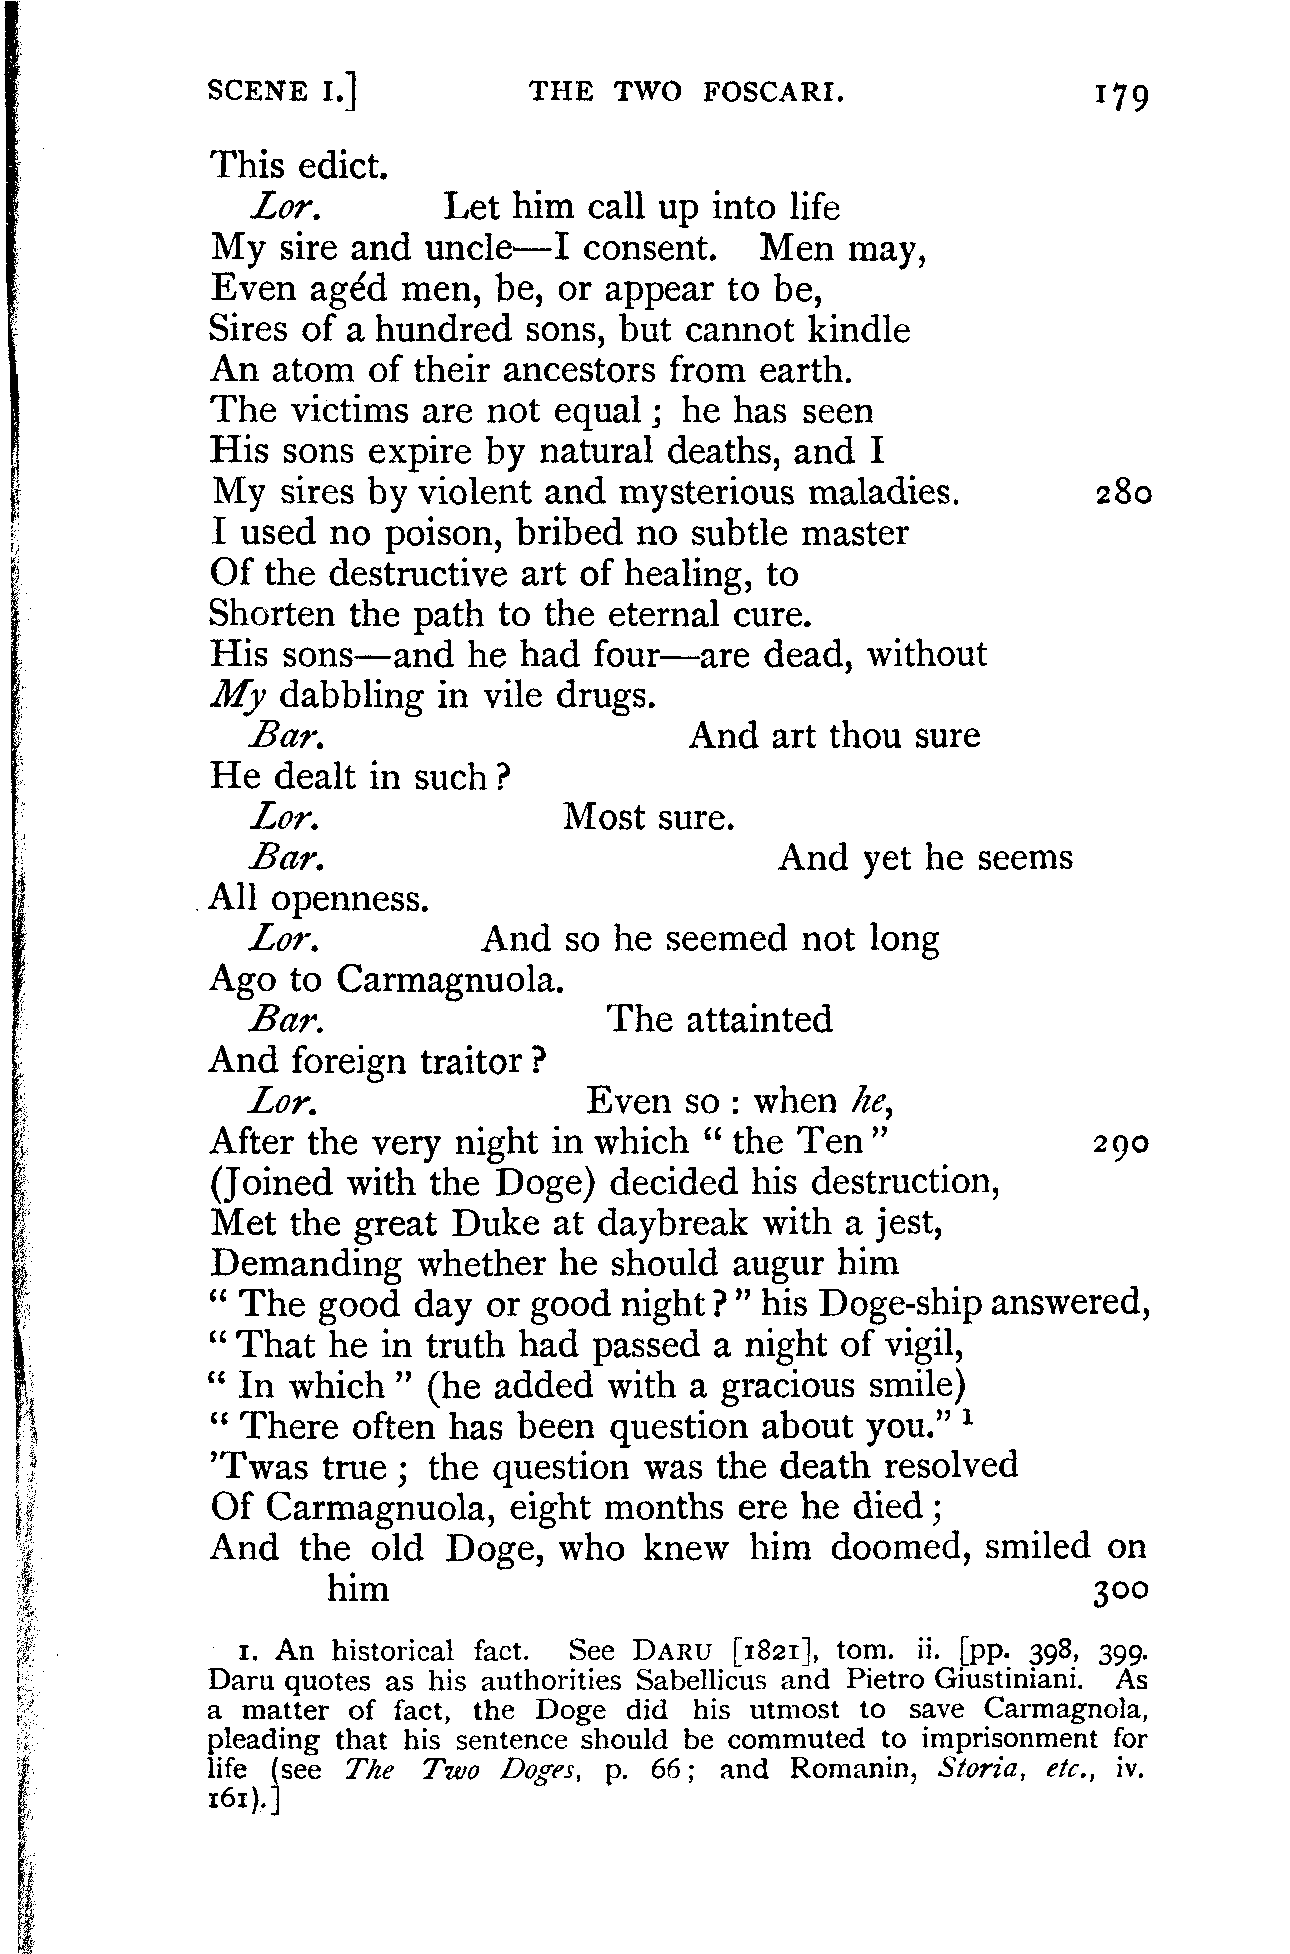 SCENE I.] THE TWO FOSCARI. 179
This edict.
Lor. Let him call up into life
My sire and uncle—I consent. Men may,
Even agéd men, be, or appear to be,
Sires of a hundred sons, but cannot kindle
An atom of their ancestors from earth.
The victims are not equal; he has seen
His sons expire by natural deaths, and I
My sires by violent and mysterious maladies. 280
I used no poison, bribed no subtle master
Of the destructive art of healing, to
Shorten the path to the eternal cure.
His sons—and he had four—are dead, without
My dabbling in vile drugs.
Bar. And art thou sure
He dealt in such?
Lor. Most sure.
Bar. And yet he seems
All openness.
Lor. And so he seemed not long
Ago to Carmagnuola.
Bar. The attainted
And foreign traitor?
Lor. Even so: when he,
After the very night in which "the Ten" 290
(Joined with the Doge) decided his destruction,
Met the great Duke at daybreak with a jest,
Demanding whether he should augur him
"The good day or good night?" his Doge-ship answered,
"That he in truth had passed a night of vigil,
"In which" (he added with a gracious smile)
"There often has been question about you." 1
'Twas true; the question was the death resolved
Of Carmagnuola, eight months ere he died;
And the old Doge, who knew him doomed, smiled on
him 300
1. An historical fact. See DARU [1821], tom. ii. [pp. 398, 399.
Daru quotes as his authorities Sabellicus and Pietro Giustiniani. As
a matter of fact, the Doge did his utmost to save Carmagnola,
pleading that his sentence should be commuted to imprisonment for
life (see The Two Doges, p. 66; and Romanin, Storia, etc., iv.
161).]